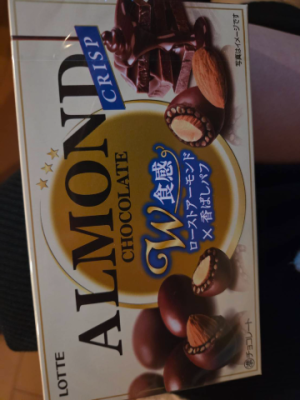 LOTTE
ALMOND
CRISP
CHOCOLATE
W食感の
ローストアーモンド
×香ばしパフ
写真はイメージです
チョコレート